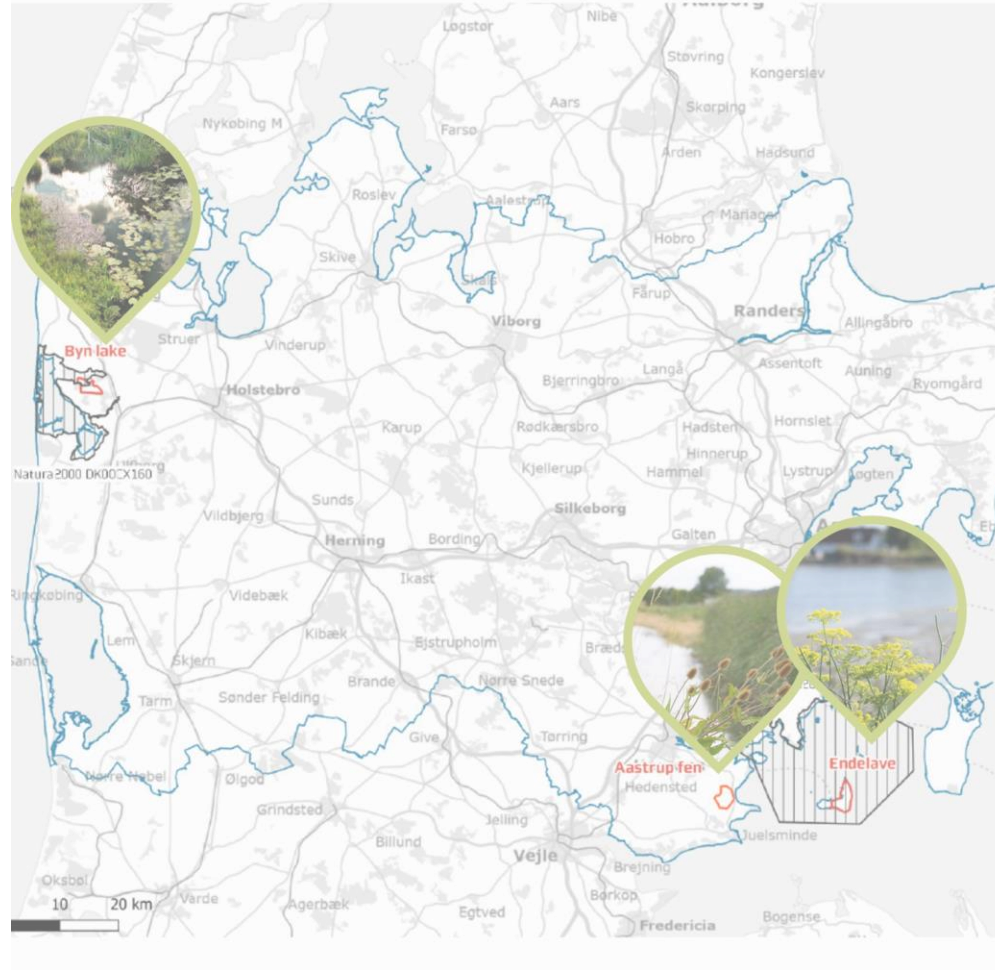 Løgstør
Nibe
Støvring
Kongerslev
Aars
Skørping
Nykøbing M
Farsø
Arden
Hadsund
Roslev
Aalestrup
Hobro
Skive
Skals
Fårup
Randers
Viborg
Allingåbro
Struer
Vinderup
Byn lake
Assentoft
Langå
Auning
Bjerringbro
Ryomgård
Holstebro
Karup
Rødkærsbro
Hadsten
Hornslet
Hinnerup
Kjellerup
Hammel
Lystrup
Sunds
Vildbjerg
Silkeborg
Herning
Bording
Galten
Ikast
Ringkøbing
Videbæk
Lem
Kibæk
Ejstrupholm
Skjern
Brande
Nørre Snede
Tarm
Sønder Felding
Give
Tørring
Aastrup fen
Endelave
Nørre Nebel
Ølgod
Hedensted
Grindsted
Jelling
Juelsminde
Billund
Vejle
Brejning
Oksbøl
Varde
Agerbæk
Børkop
10 20 km
Egtved
Bogense
Fredericia